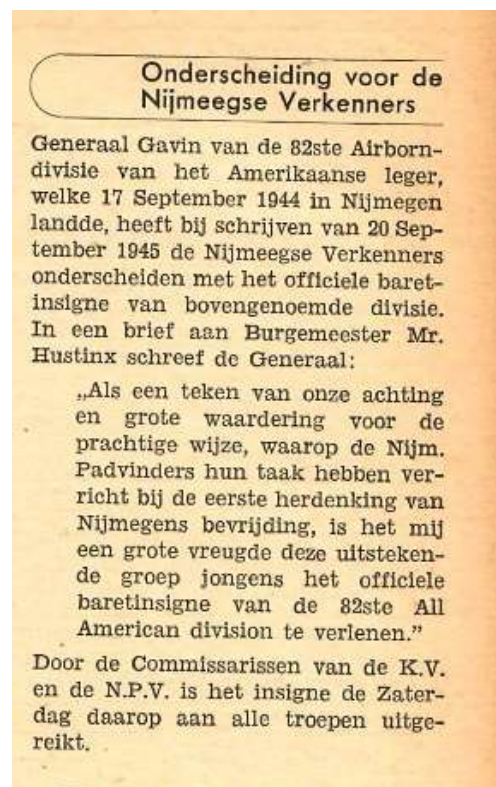 Onderscheiding voor de
Nijmeegse Verkenners
Generaal Gavin van de 82ste Airborn-
divisie van het Amerikaanse leger,
welke 17 September 1944 in Nijmegen
landde, heeft bij schrijven van 20 Sep-
tember 1945 de Nijmeegse Verkenners
onderscheiden met het officiele baret-
insigne van bovengenoemde divisie.
In een brief aan Burgemeester Mr.
Hustinx schreef de Generaal:
„Als een teken van onze achting
en grote waardering voor de
prachtige wijze, waarop de Nijm.
Padvinders hun taak hebben ver-
richt bij de eerste herdenking van
Nijmegens bevrijding, is het mij
een grote vreugde deze uitsteken-
de groep jongens het officiele
baretinsigne van de 82ste All
American division te verlenen.”
Door de Commissarissen van de K.V.
en de N.P.V. is het insigne de Zater-
dag daarop aan alle troepen uitge-
reikt.